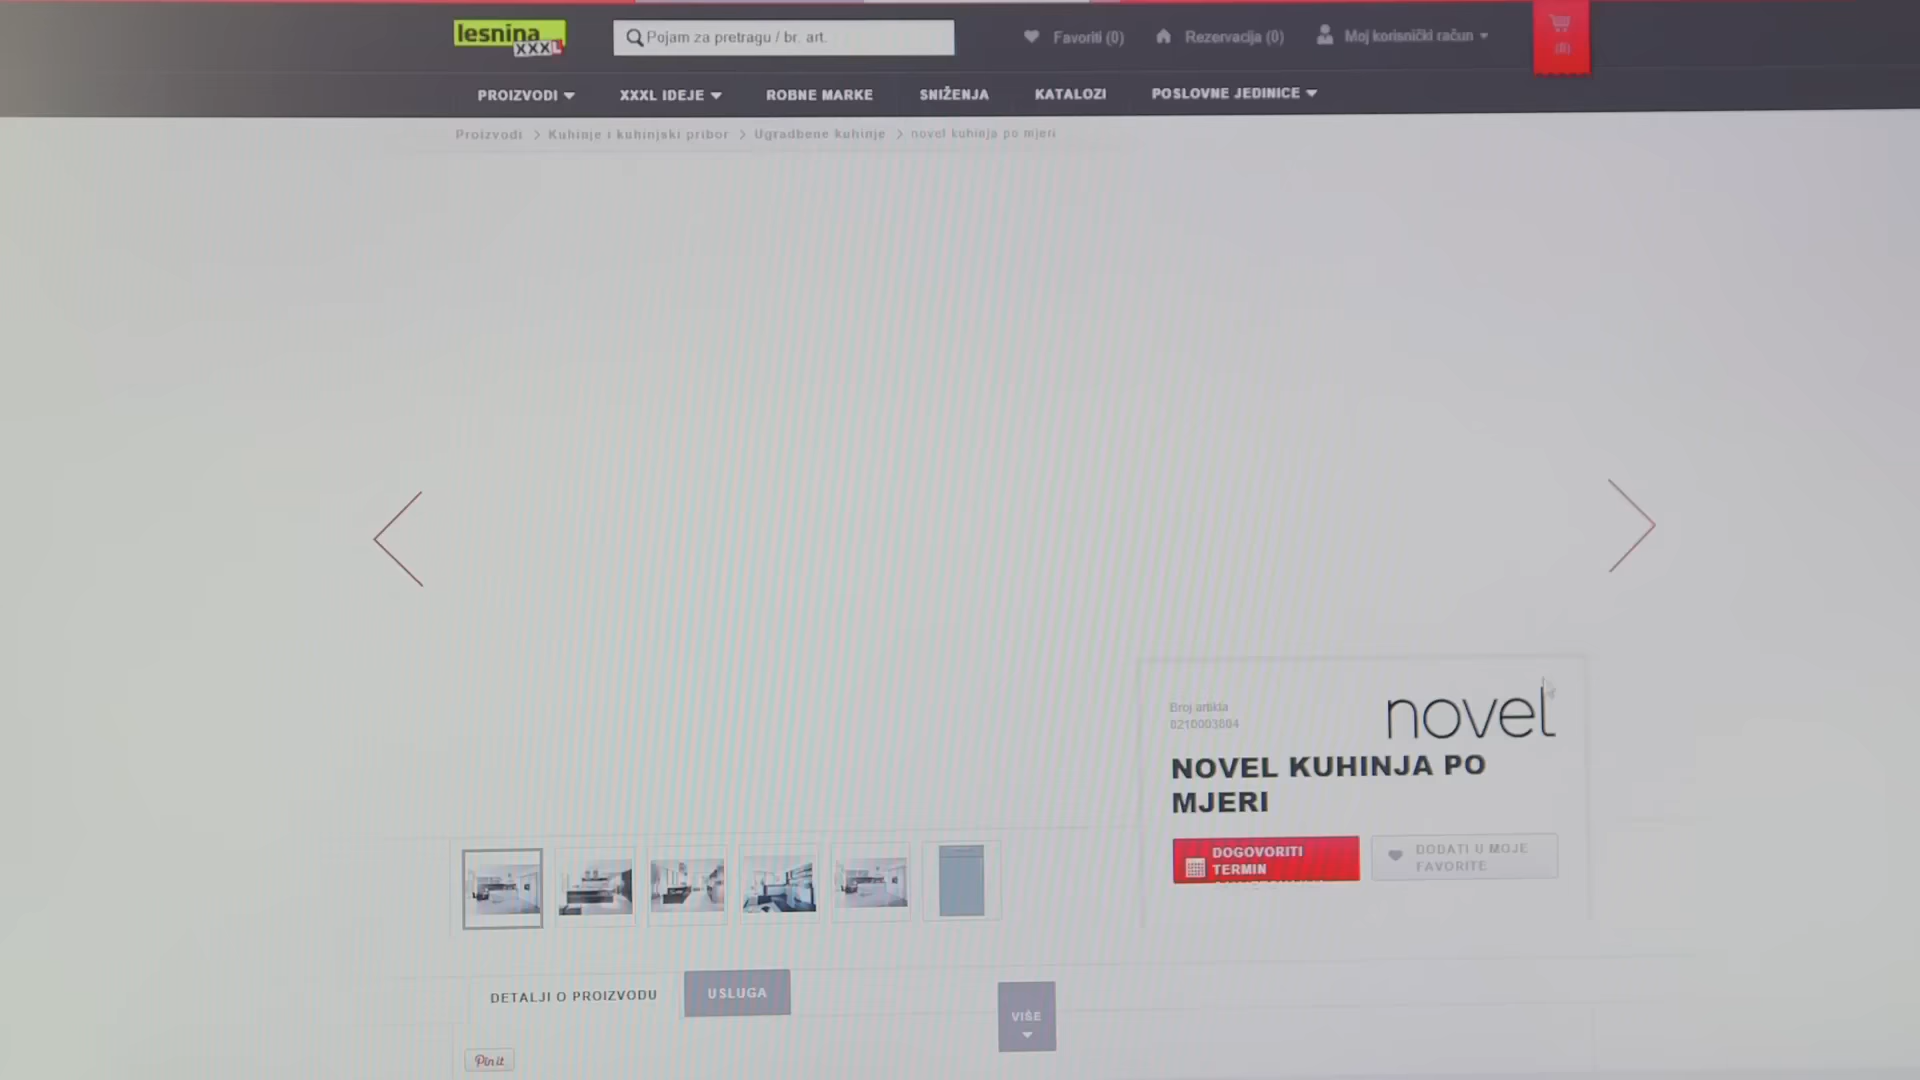 lesnina
XXXL
Pojam za pretragu / br. art.
Favoriti (0)
Rezervacija (0)
Moj korisnički račun
(0)
PROIZVODI
XXXL IDEJE
ROBNE MARKE
SNIŽENJA
KATALOZI
POSLOVNE JEDINICE
Proizvodi > Kuhinje i kuhinjski pribor > Ugradbene kuhinje > novel kuhinja po mjeri
Broj artikla
0210003804
novel
NOVEL KUHINJA PO
MJERI
DOGOVORITI
TERMIN
DODATI U MOJE
FAVORITE
DETALJI O PROIZVODU
USLUGA
VIŠE
Pin it